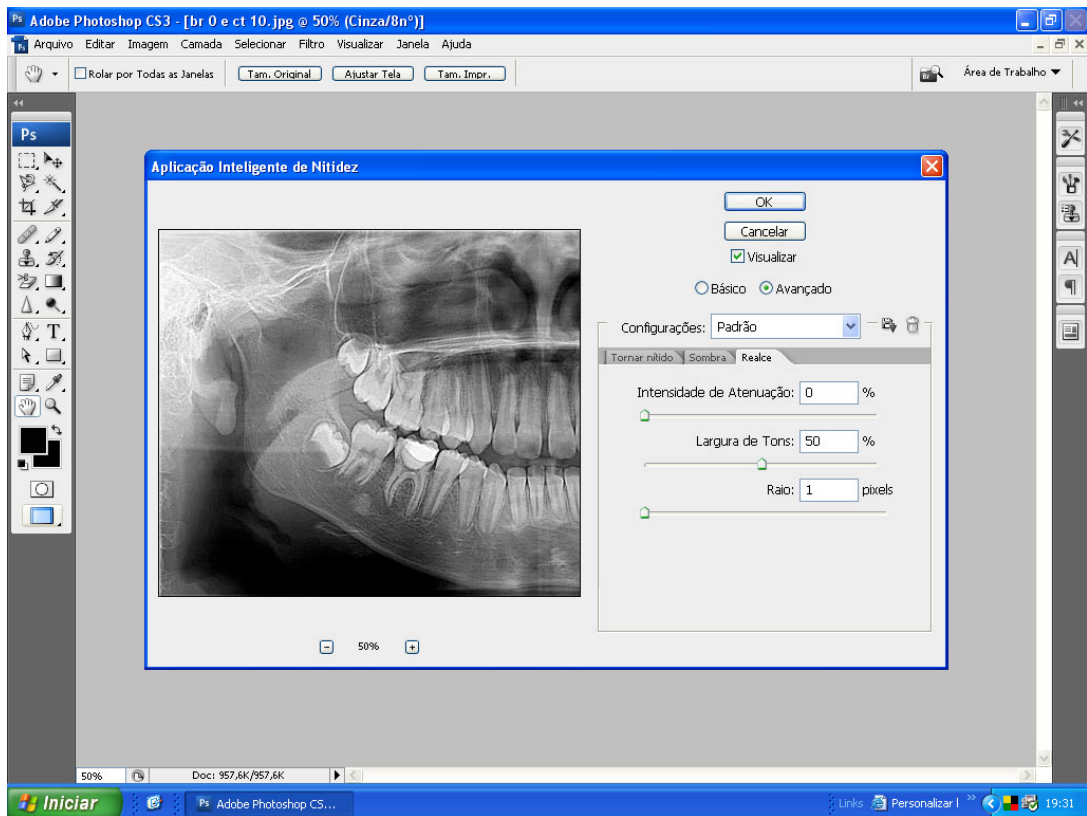 Adobe Photoshop CS3 - [br 0 e ct 10.jpg @ 50% (Cinza/8nº)]
Arquivo Editar Imagem Camada Selecionar Filtro Visualizar Janela Ajuda
Rolar por Todas as Janelas Tam. Original Ajustar Tela Tam. Impr. Área de Trabalho
Ps
Aplicação Inteligente de Nitidez
OK
Cancelar
Visualizar
Básico Avançado
Configurações: Padrão
Tornar nítido Sombra Realce
Intensidade de Atenuação: 0 %
Largura de Tons: 50 %
Raio: 1 pixels
50%
50% Doc: 957,6K/957,6K
Iniciar Ps Adobe Photoshop CS... Links Personalizar l 19:31